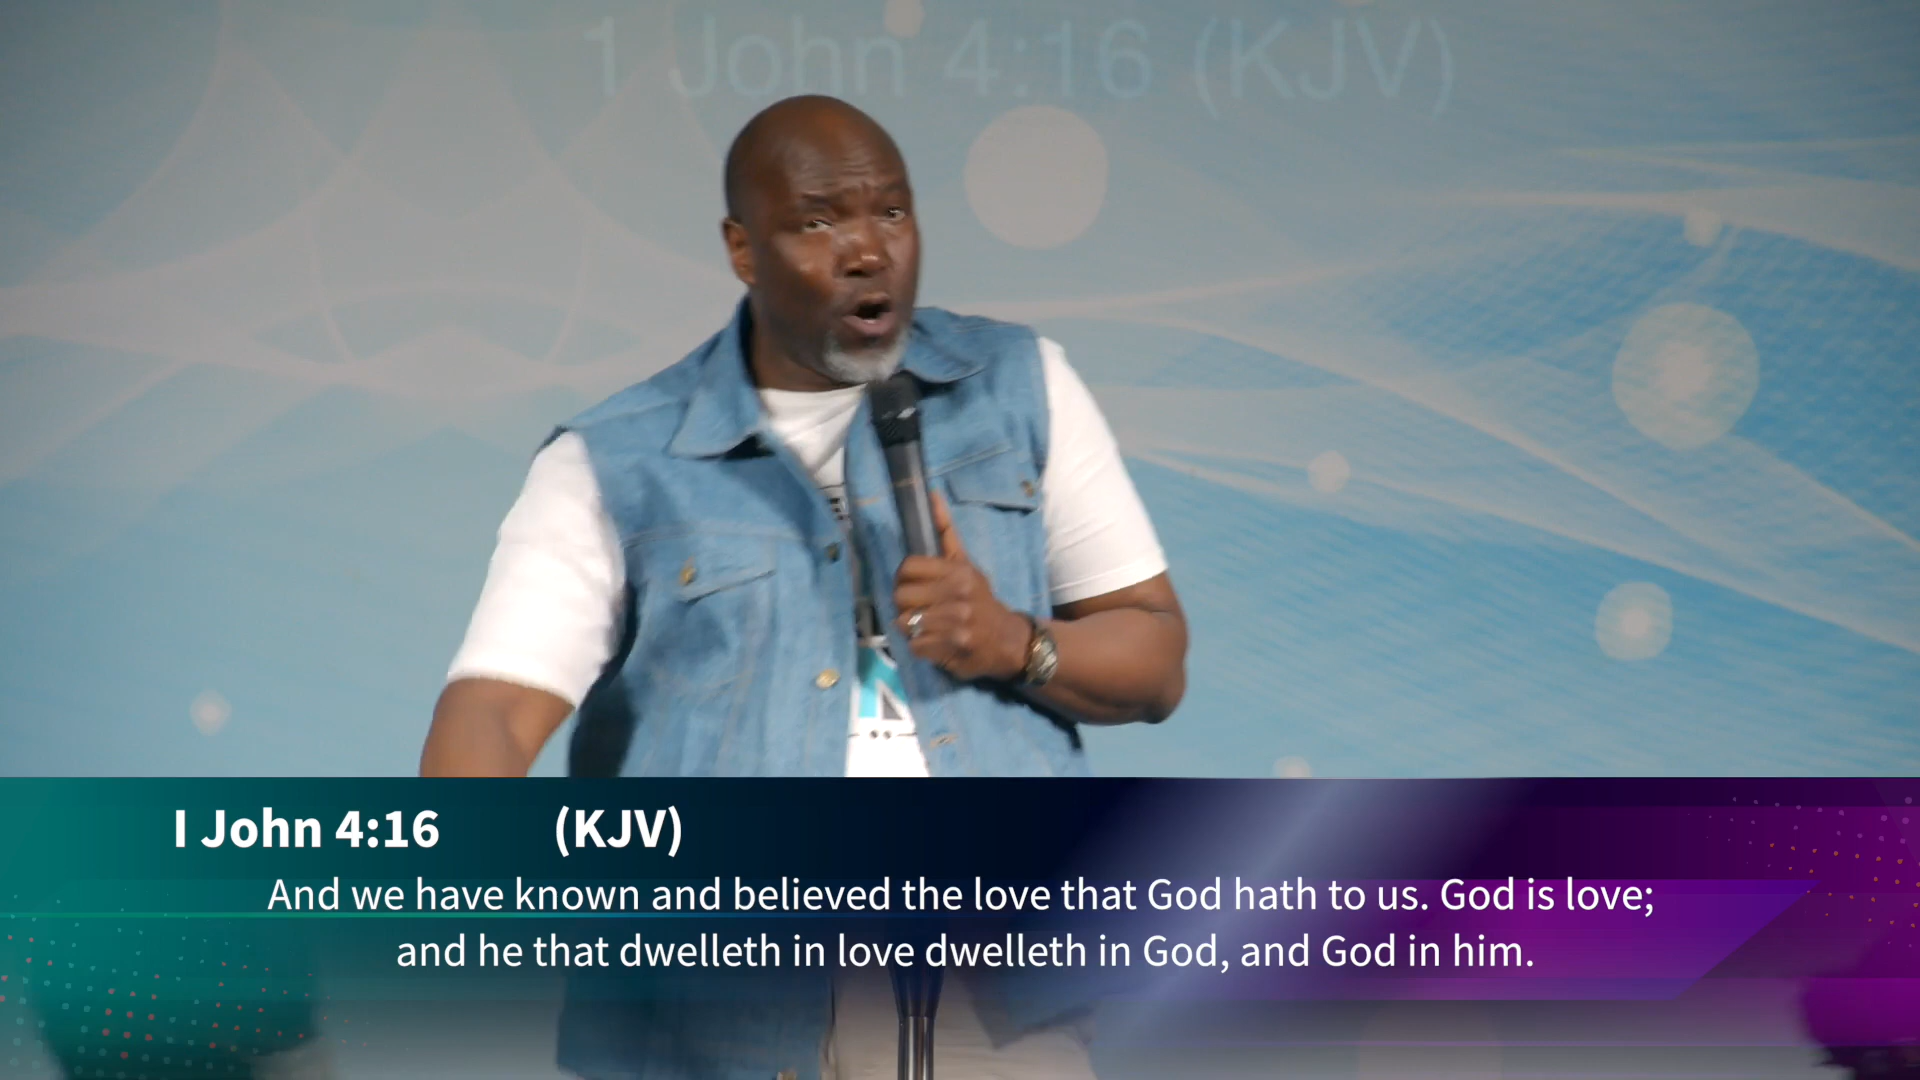 1 John 4:16 (KJV)
I John 4:16 (KJV)
And we have known and believed the love that God hath to us. God is love;
and he that dwelleth in love dwelleth in God, and God in him.